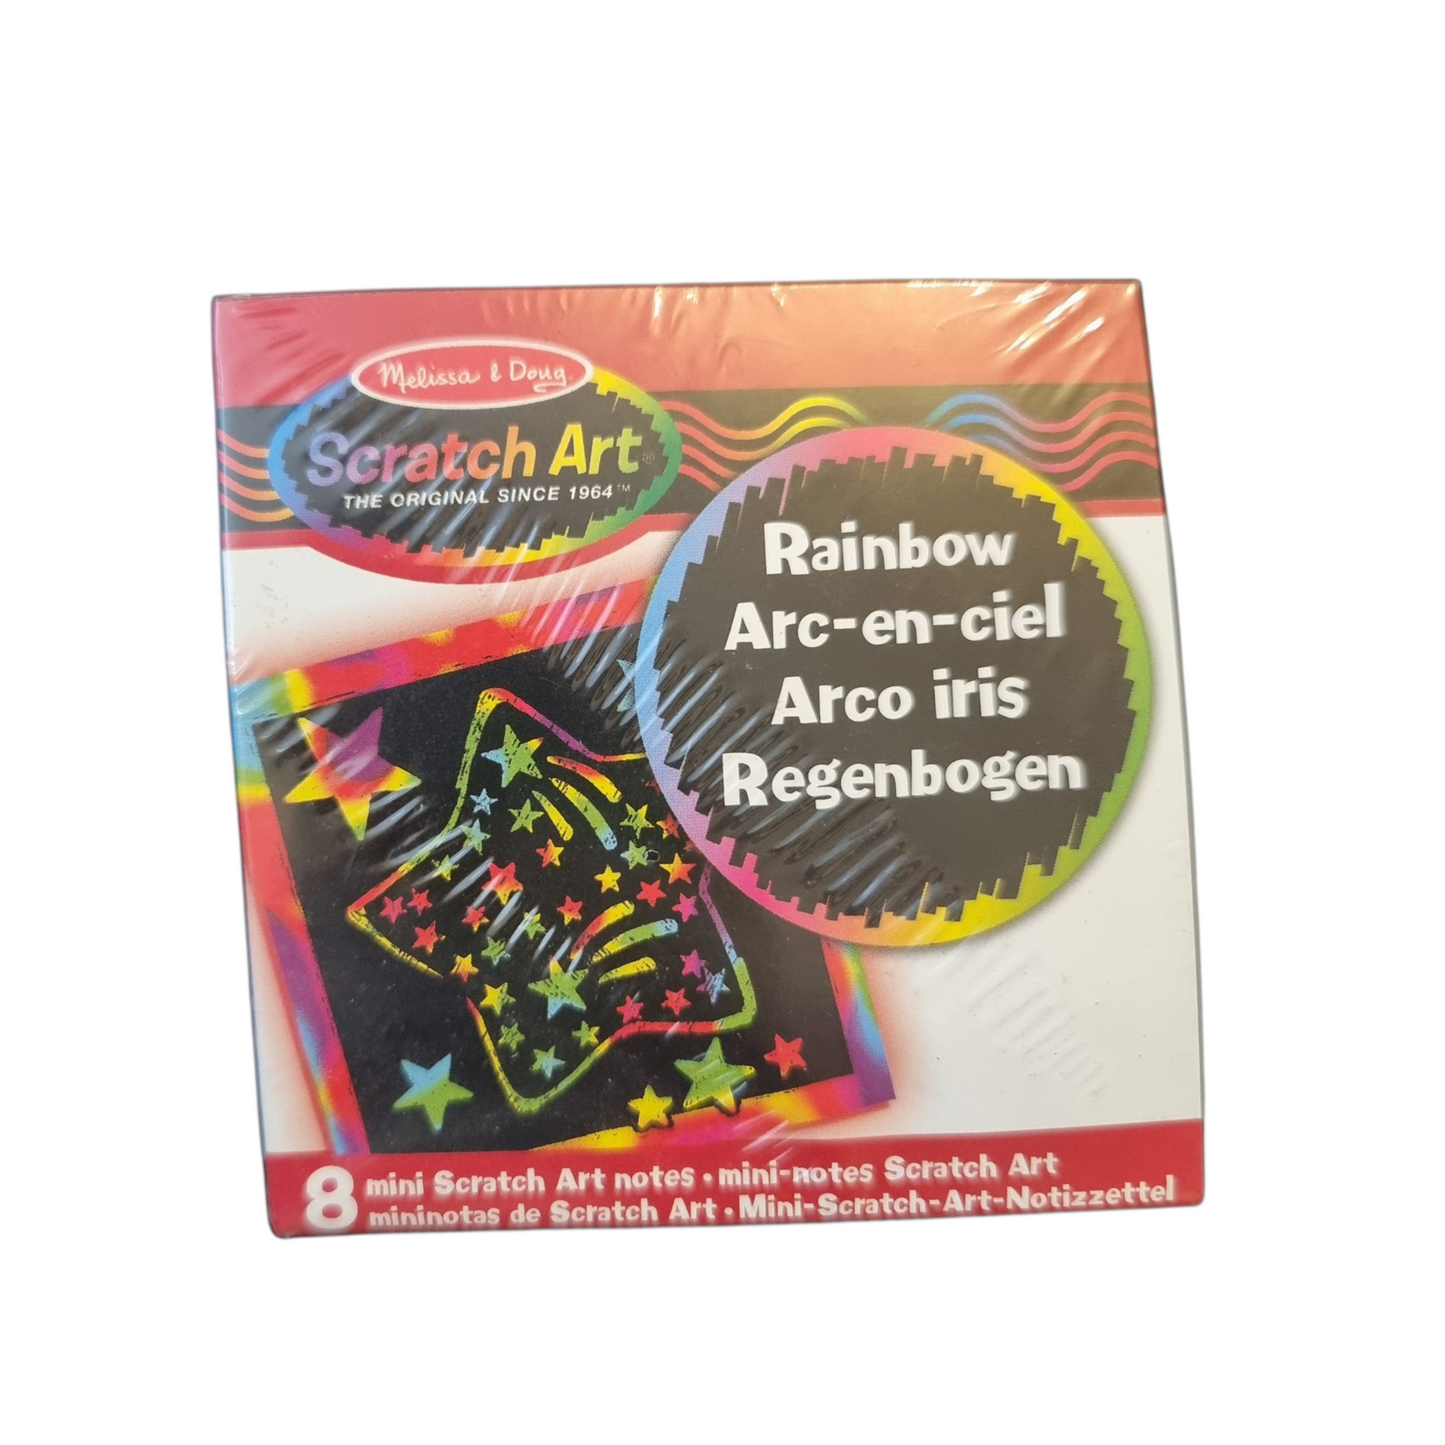 Melissa & Doug
Scratch Art®
THE ORIGINAL SINCE 1964™
Rainbow
Arc-en-ciel
Arco iris
Regenbogen
8 mini Scratch Art notes • mini-notes Scratch Art
mininotas de Scratch Art • Mini-Scratch-Art-Notizzettel